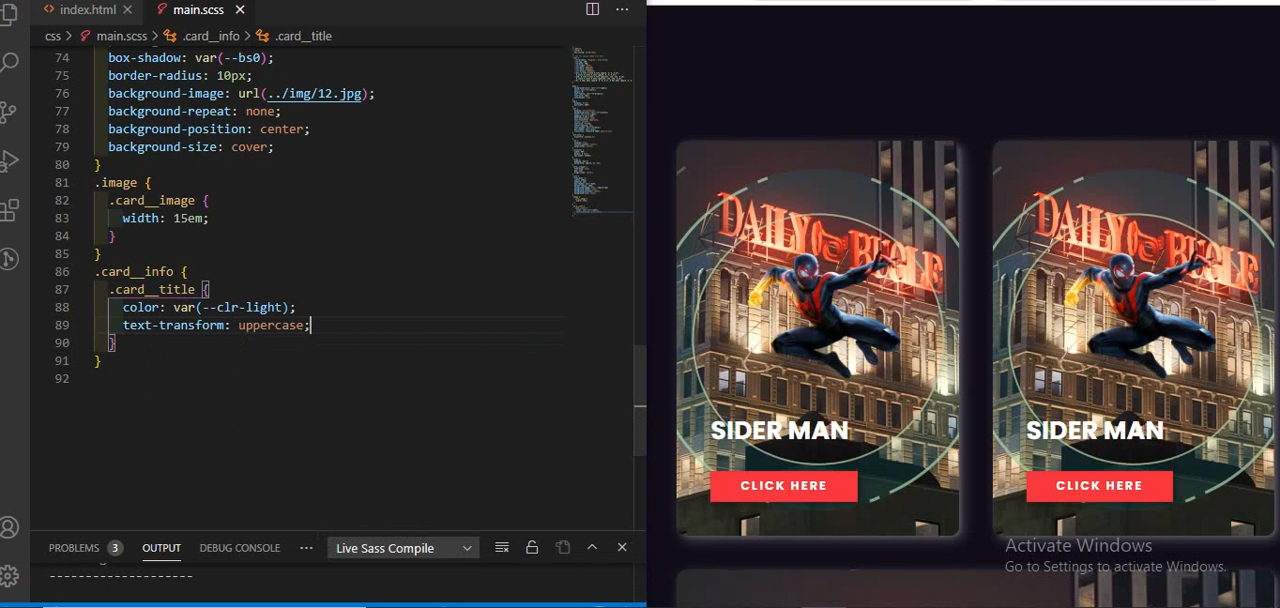 index.html
main.scss
css > main.scss > .card__info > .card__title
74 box-shadow: var(--bs0);
75 border-radius: 10px;
76 background-image: url(../img/12.jpg);
77 background-repeat: none;
78 background-position: center;
79 background-size: cover;
80 }
81 .image {
82 .card__image {
83 width: 15em;
84 }
85 }
86 .card__info {
87 .card__title {
88 color: var(--clr-light);
89 text-transform: uppercase;
90 }
91 }
92
PROBLEMS 3 OUTPUT DEBUG CONSOLE ... Live Sass Compile
--------------------
DAILY BUGLE
SIDER MAN
CLICK HERE
DAILY BUGLE
SIDER MAN
CLICK HERE
Activate Windows
Go to Settings to activate Windows.